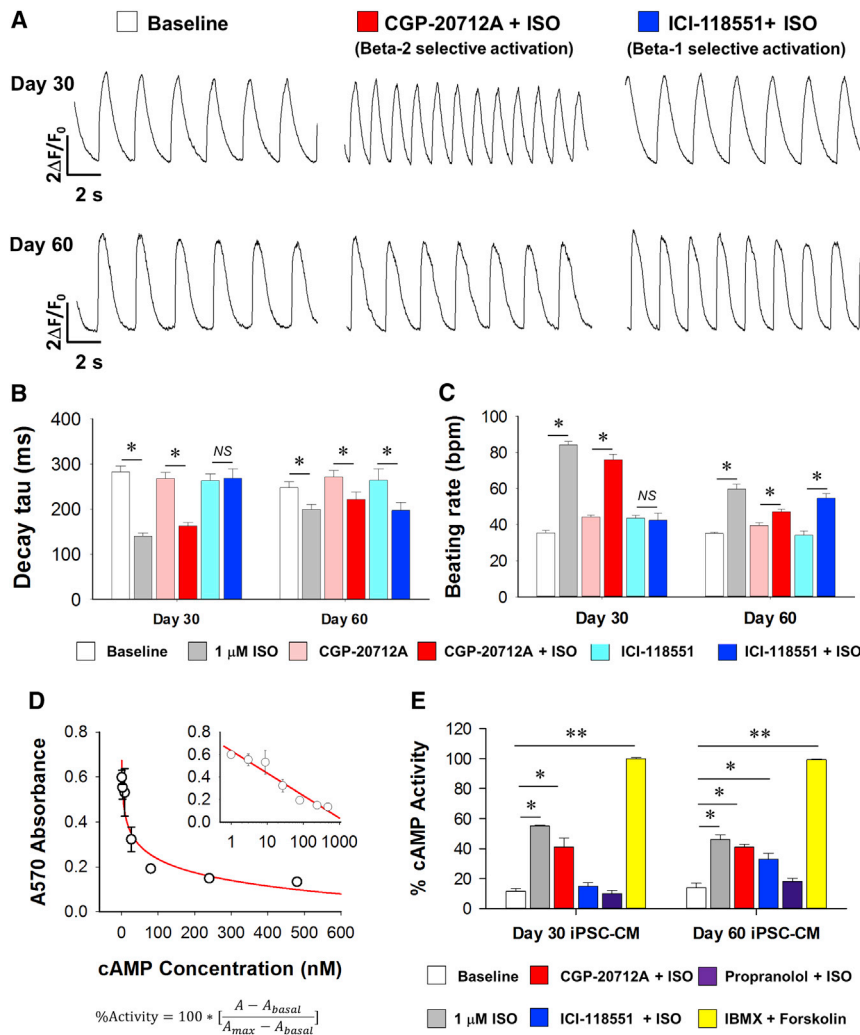 A
Baseline
CGP-20712A + ISO
(Beta-2 selective activation)
ICI-118551+ ISO
(Beta-1 selective activation)
Day 30
2ΔF/F0
2 s
Day 60
2ΔF/F0
2 s
B
Decay tau (ms)
400
300
200
100
0
*
*
NS
*
*
*
Day 30
Day 60
C
Beating rate (bpm)
100
80
60
40
20
0
*
*
NS
*
*
*
Day 30
Day 60
Baseline
1 μM ISO
CGP-20712A
CGP-20712A + ISO
ICI-118551
ICI-118551 + ISO
D
A570 Absorbance
0.8
0.6
0.4
0.2
0.0
0.8
0.6
0.4
0.2
0.0
1 10 100 1000
0 100 200 300 400 500 600
cAMP Concentration (nM)
%Activity = 100 * [A − Abasal / Amax − Abasal]
E
% cAMP Activity
120
100
80
60
40
20
0
**
*
*
**
*
*
*
Day 30 iPSC-CM
Day 60 iPSC-CM
Baseline
CGP-20712A + ISO
Propranolol + ISO
1 μM ISO
ICI-118551 + ISO
IBMX + Forskolin